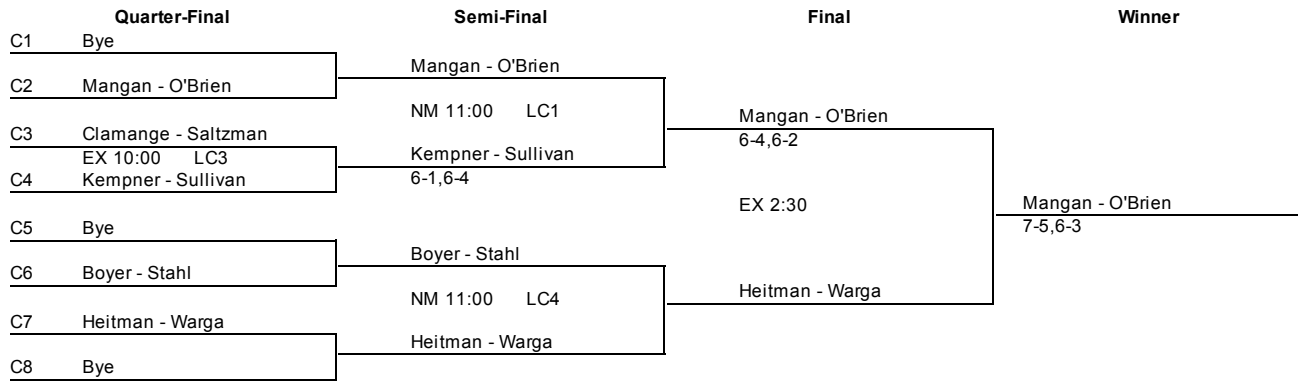 Quarter-Final Semi-Final Final Winner
C1 Bye
Mangan - O'Brien
C2 Mangan - O'Brien
NM 11:00 LC1
Mangan - O'Brien
C3 Clamange - Saltzman
6-4,6-2
EX 10:00 LC3
Kempner - Sullivan
C4 Kempner - Sullivan
6-1,6-4
EX 2:30
Mangan - O'Brien
C5 Bye
7-5,6-3
Boyer - Stahl
C6 Boyer - Stahl
Heitman - Warga
NM 11:00 LC4
C7 Heitman - Warga
Heitman - Warga
C8 Bye